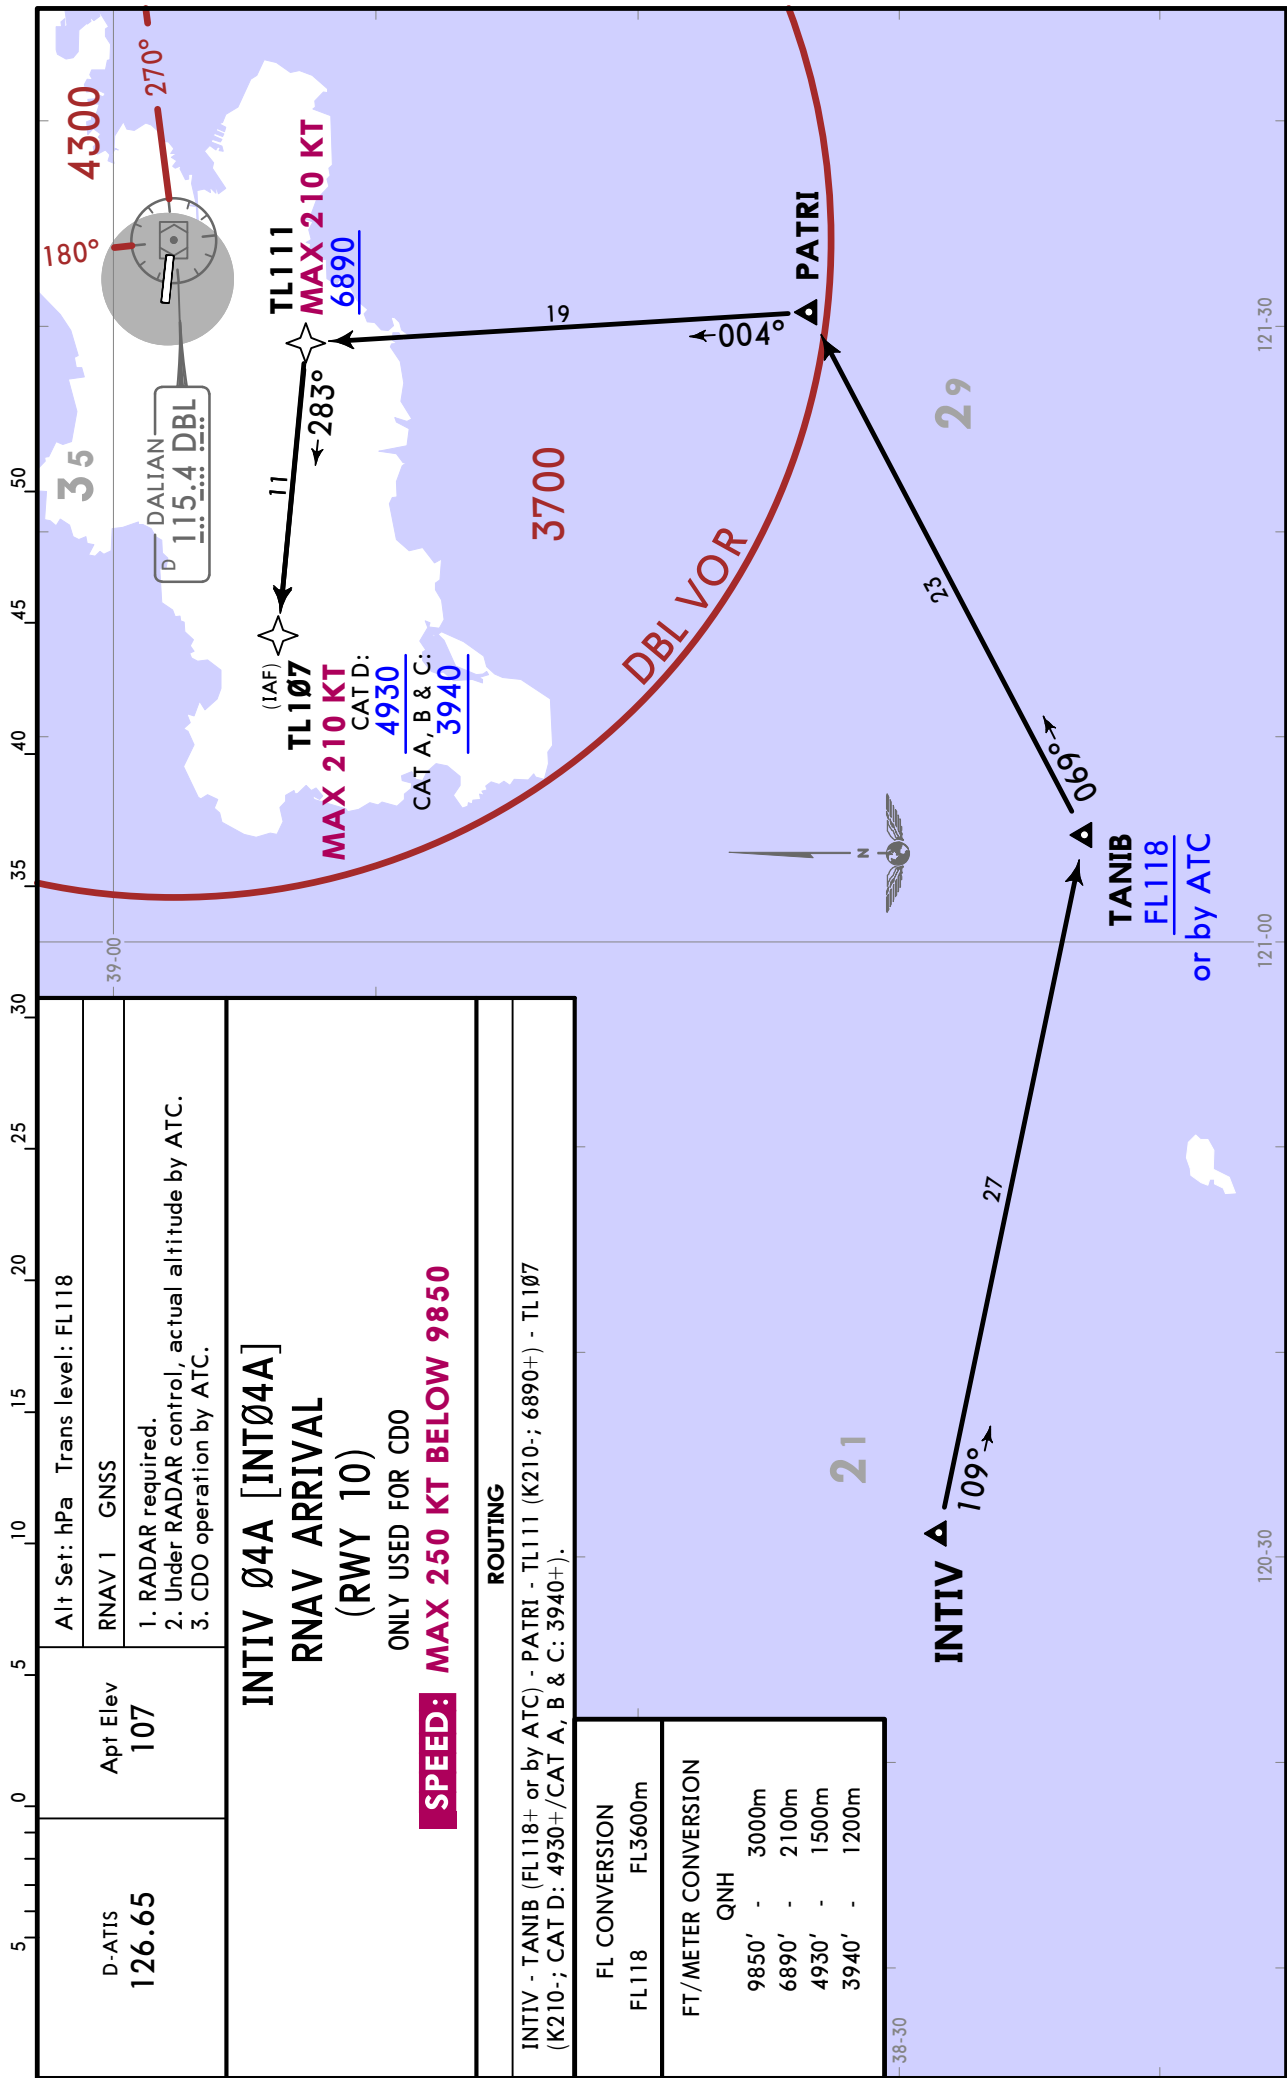 5 0 5 10 15 20 25 30 35 40 45 50
D-ATIS
126.65
Apt Elev
107
Alt Set: hPa Trans level: FL118
RNAV 1 GNSS
1. RADAR required.
2. Under RADAR control, actual altitude by ATC.
3. CDO operation by ATC.
INTIV Ø4A [INTØ4A]
RNAV ARRIVAL
(RWY 10)
ONLY USED FOR CDO
SPEED: MAX 250 KT BELOW 9850
ROUTING
INTIV - TANIB (FL118+ or by ATC) - PATRI - TL111 (K210-; 6890+) - TL1Ø7
(K210-; CAT D: 4930+/CAT A, B & C: 3940+).
FL CONVERSION
FL118 FL3600m
FT/METER CONVERSION
QNH
9850' - 3000m
6890' - 2100m
4930' - 1500m
3940' - 1200m
39-00
35
DALIAN
D 115.4 DBL
180°
4300
270°
(IAF)
TL1Ø7
MAX 210 KT
CAT D:
4930
CAT A, B & C:
3940
11
←283°
TL111
MAX 210 KT
6890
19
←004°
3700
DBL VOR
PATRI
29
23
069°→
N
TANIB
FL118
or by ATC
27
21
109°→
INTIV
38-30
120-30
121-00
121-30